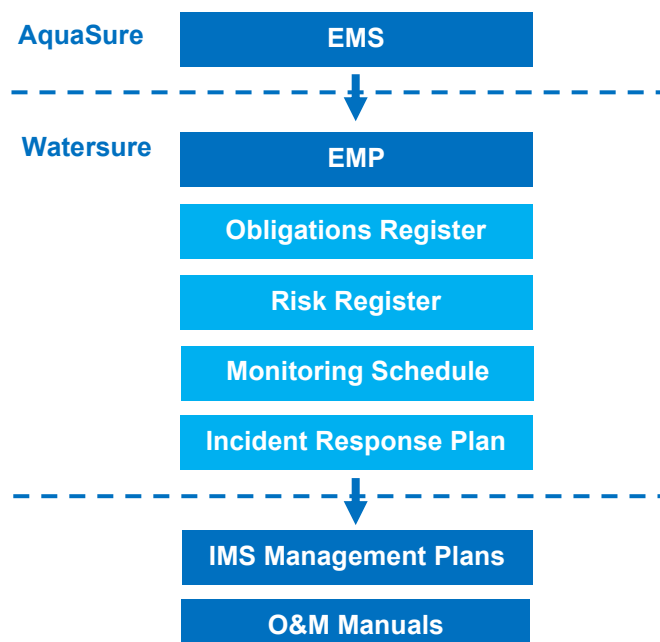 AquaSure
EMS
Watersure
EMP
Obligations Register
Risk Register
Monitoring Schedule
Incident Response Plan
IMS Management Plans
O&M Manuals